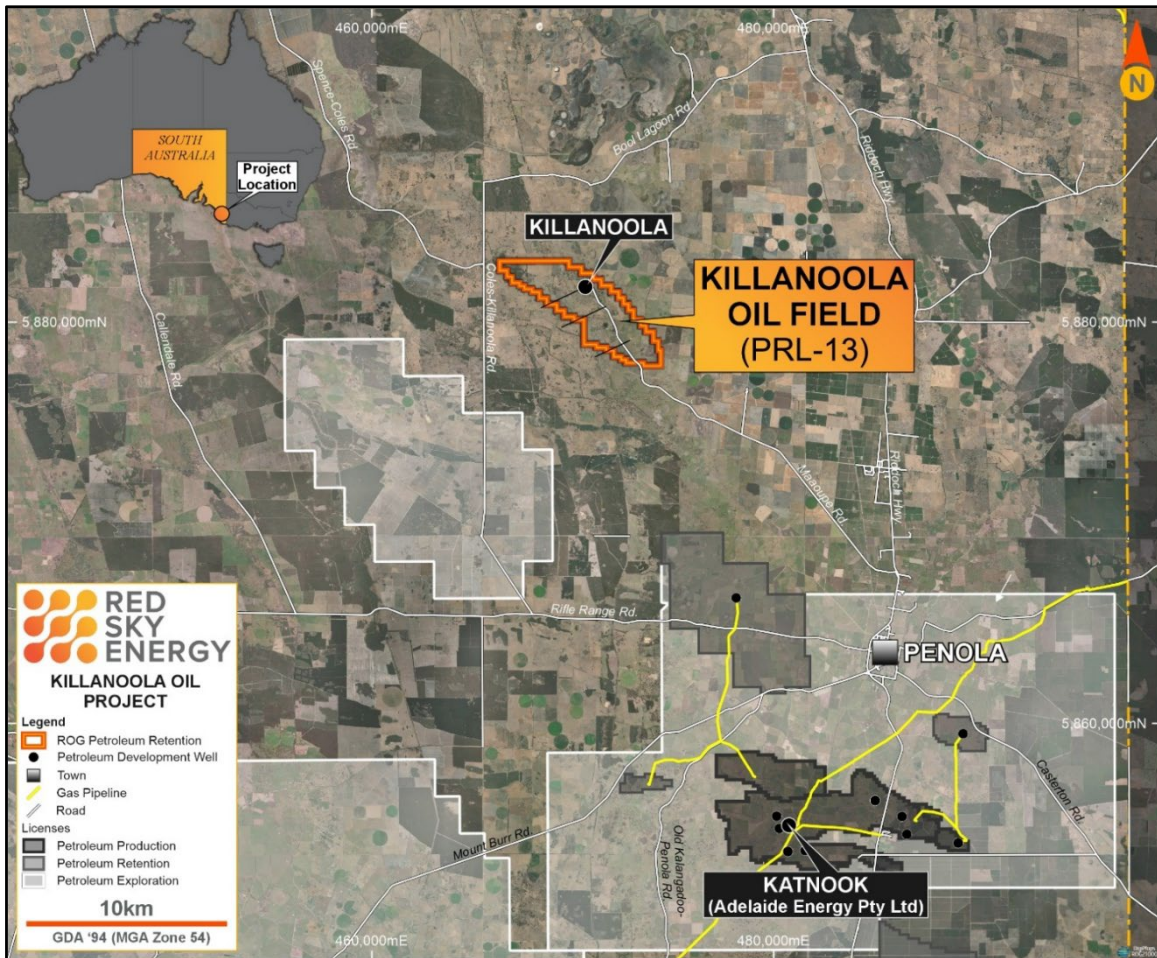 460,000mE
480,000mE
N
SOUTH
AUSTRALIA
Project
Location
Spence-Coles Rd.
Bool Lagoon Rd.
Riddoch Hwy
KILLANOOLA
KILLANOOLA
OIL FIELD
(PRL-13)
Coles-Killanoola Rd.
Callendale Rd.
5,880,000mN
5,880,000mN
Maaoupe Rd.
Riddoch Hwy
Rifle Range Rd.
PENOLA
5,860,000mN
Casterton Rd.
Mount Burr Rd.
Old Kalangadoo-
Penola Rd.
KATNOOK
(Adelaide Energy Pty Ltd)
460,000mE
480,000mE
RED
SKY
ENERGY
KILLANOOLA OIL
PROJECT
Legend
ROG Petroleum Retention
Petroleum Development Well
Town
Gas Pipeline
Road
Licenses
Petroleum Production
Petroleum Retention
Petroleum Exploration
10km
GDA '94 (MGA Zone 54)